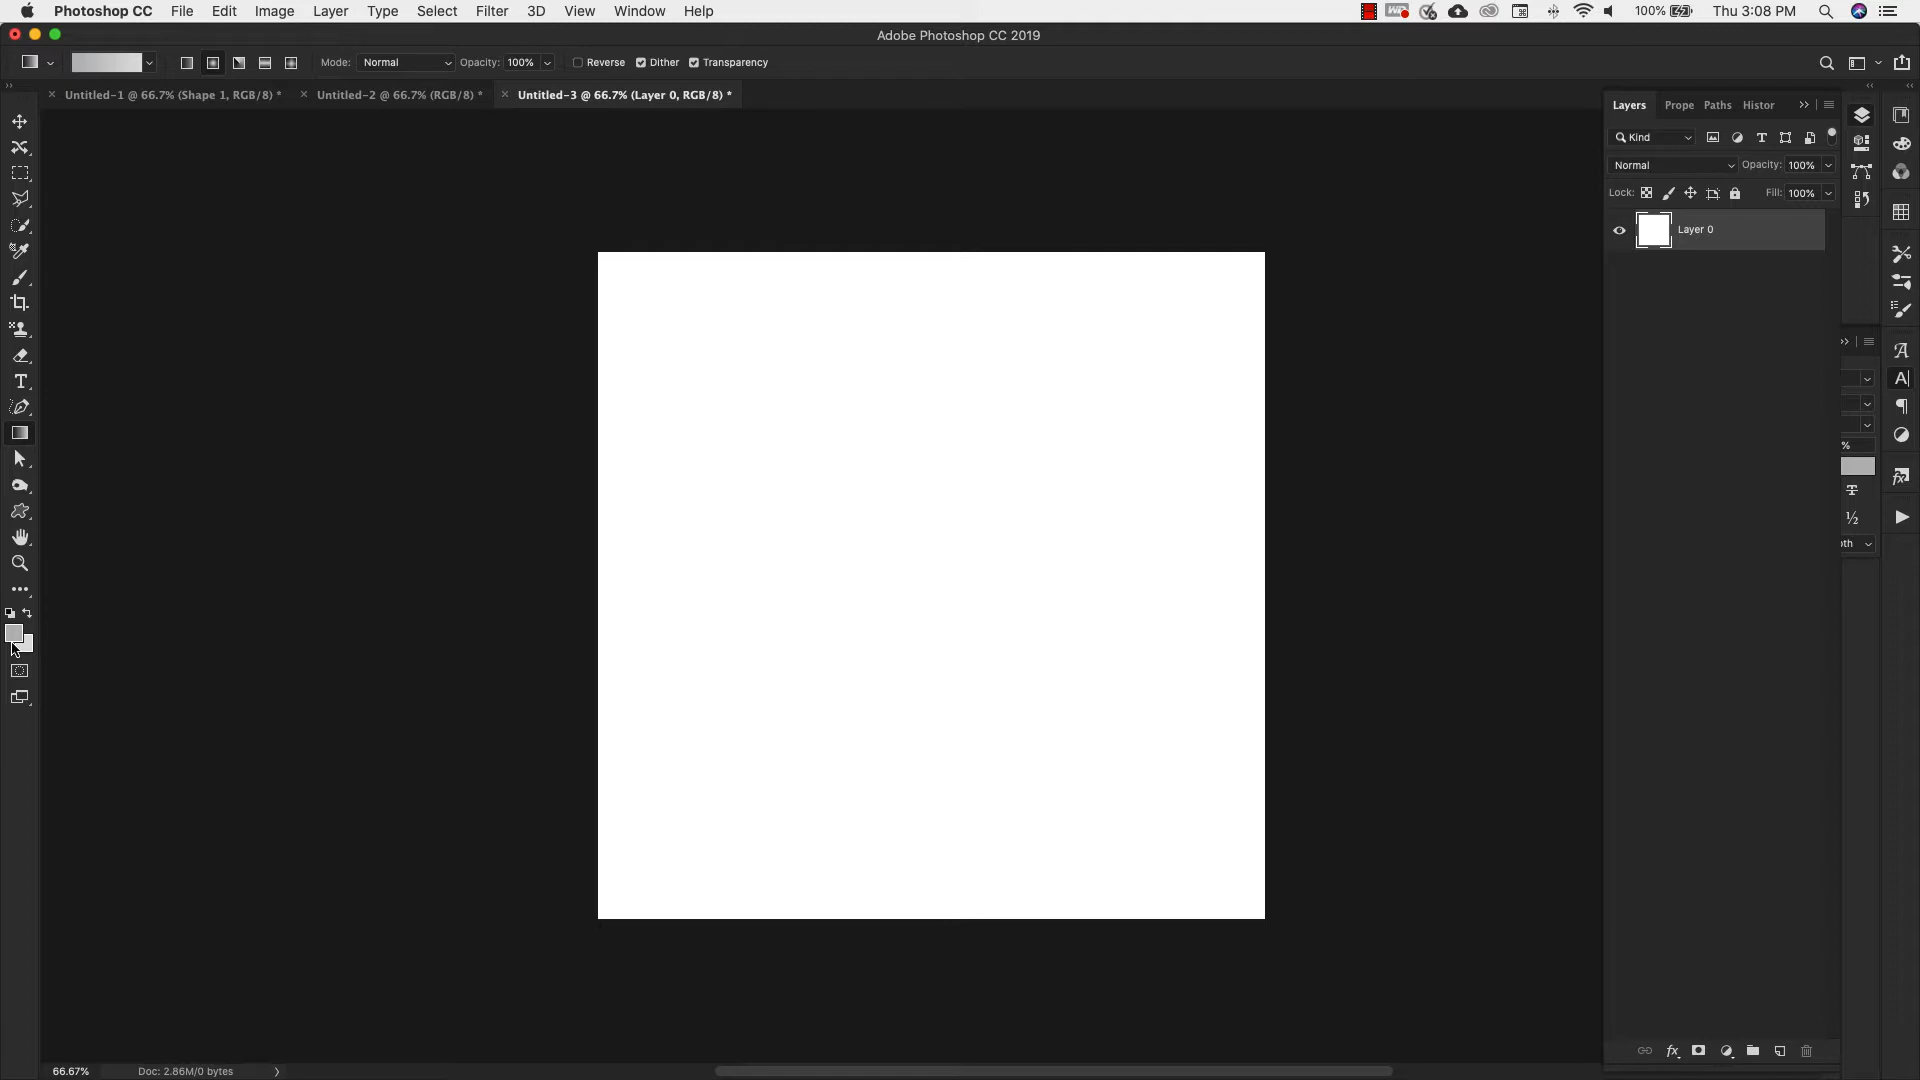 Photoshop CC File Edit Image Layer Type Select Filter 3D View Window Help 100% Thu 3:08 PM
Adobe Photoshop CC 2019
Mode: Normal Opacity: 100% Reverse Dither Transparency
Untitled-1 @ 66.7% (Shape 1, RGB/8) * Untitled-2 @ 66.7% (RGB/8) * Untitled-3 @ 66.7% (Layer 0, RGB/8) *
Layers Prope Paths Histor
Kind
Normal Opacity: 100%
Lock: Fill: 100%
Layer 0
%
oth
66.67% Doc: 2.86M/0 bytes